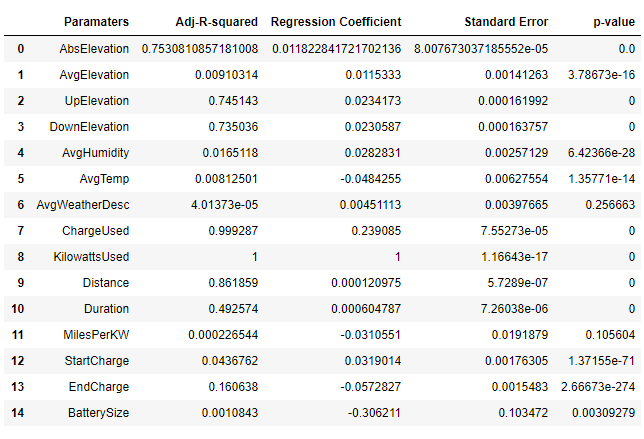 Paramaters Adj-R-squared Regression Coefficient Standard Error p-value
0 AbsElevation 0.7530810857181008 0.011822841721702136 8.007673037185552e-05 0.0
1 AvgElevation 0.00910314 0.0115333 0.00141263 3.78673e-16
2 UpElevation 0.745143 0.0234173 0.000161992 0
3 DownElevation 0.735036 0.0230587 0.000163757 0
4 AvgHumidity 0.0165118 0.0282831 0.00257129 6.42366e-28
5 AvgTemp 0.00812501 -0.0484255 0.00627554 1.35771e-14
6 AvgWeatherDesc 4.01373e-05 0.00451113 0.00397665 0.256663
7 ChargeUsed 0.999287 0.239085 7.55273e-05 0
8 KilowattsUsed 1 1 1.16643e-17 0
9 Distance 0.861859 0.000120975 5.7289e-07 0
10 Duration 0.492574 0.000604787 7.26038e-06 0
11 MilesPerKW 0.000226544 -0.0310551 0.0191879 0.105604
12 StartCharge 0.0436762 0.0319014 0.00176305 1.37155e-71
13 EndCharge 0.160638 -0.0572827 0.0015483 2.66673e-274
14 BatterySize 0.0010843 -0.306211 0.103472 0.00309279